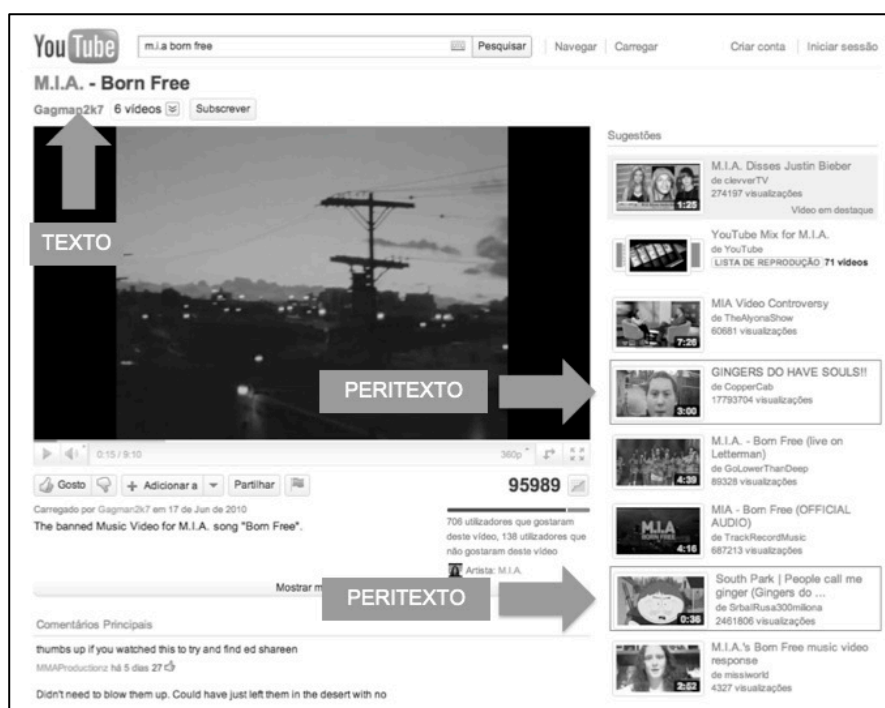 YouTube
m.i.a born free
Pesquisar
Navegar | Carregar
Criar conta | Iniciar sessão
M.I.A. - Born Free
Gagman2k7 6 vídeos
Subscrever
TEXTO
PERITEXTO
0:15 / 9:10
360p
Gosto
+ Adicionar a
Partilhar
95989
Carregado por Gagman2k7 em 17 de Jun de 2010
The banned Music Video for M.I.A. song "Born Free".
706 utilizadores que gostaram
deste vídeo, 138 utilizadores que
não gostaram deste vídeo
Artista: M.I.A.
Mostrar m
PERITEXTO
Comentários Principais
thumbs up if you watched this to try and find ed shareen
MMAProductionz há 5 dias 27
Didn't need to blow them up. Could have just left them in the desert with no
Sugestões
M.I.A. Disses Justin Bieber
de clevverTV
274197 visualizações
Vídeo em destaque
1:25
YouTube Mix for M.I.A.
de YouTube
LISTA DE REPRODUÇÃO 71 vídeos
MIA Video Controversy
de TheAlyonaShow
60681 visualizações
7:26
GINGERS DO HAVE SOULS!!
de CopperCab
17793704 visualizações
3:00
M.I.A. - Born Free (live on
Letterman)
de GoLowerThanDeep
89328 visualizações
4:39
MIA - Born Free (OFFICIAL
AUDIO)
de TrackRecordMusic
687213 visualizações
M.I.A
BORN FREE
4:16
South Park | People call me
ginger (Gingers do ...
de SrbalRusa300miliona
2461806 visualizações
0:36
M.I.A.'s Born Free music video
response
de missiworld
4327 visualizações
2:52